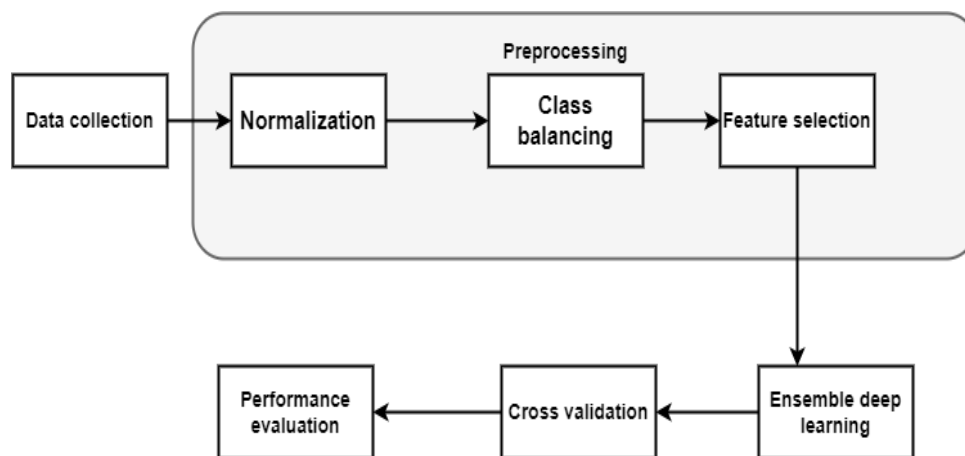 Preprocessing
Data collection
Normalization
Class
balancing
Feature selection
Ensemble deep
learning
Cross validation
Performance
evaluation